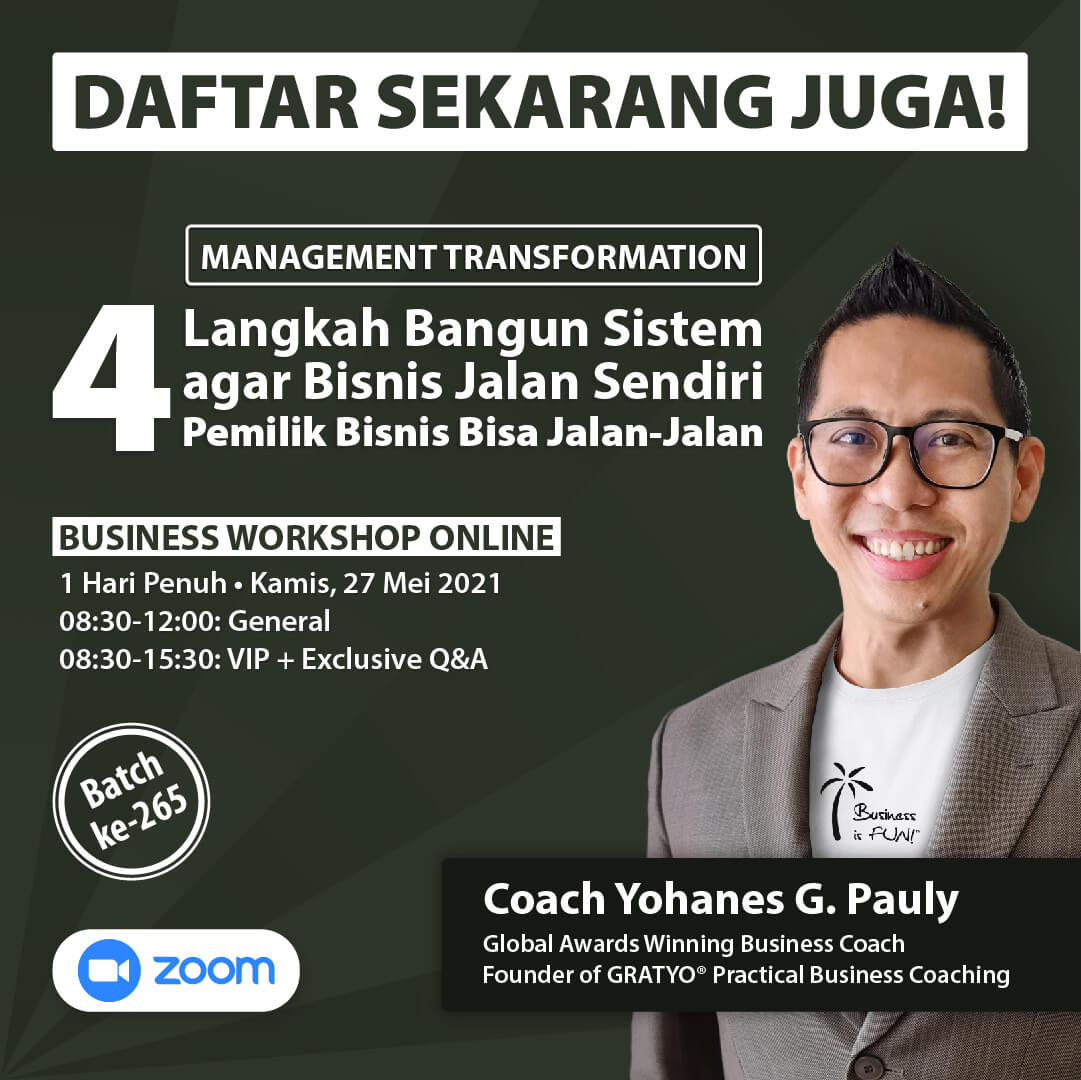 DAFTAR SEKARANG JUGA!
MANAGEMENT TRANSFORMATION
4
Langkah Bangun Sistem
agar Bisnis Jalan Sendiri
Pemilik Bisnis Bisa Jalan-Jalan
BUSINESS WORKSHOP ONLINE
1 Hari Penuh • Kamis, 27 Mei 2021
08:30-12:00: General
08:30-15:30: VIP + Exclusive Q&A
Batch
ke-265
Business
is FUN!™
zoom
Coach Yohanes G. Pauly
Global Awards Winning Business Coach
Founder of GRATYO® Practical Business Coaching